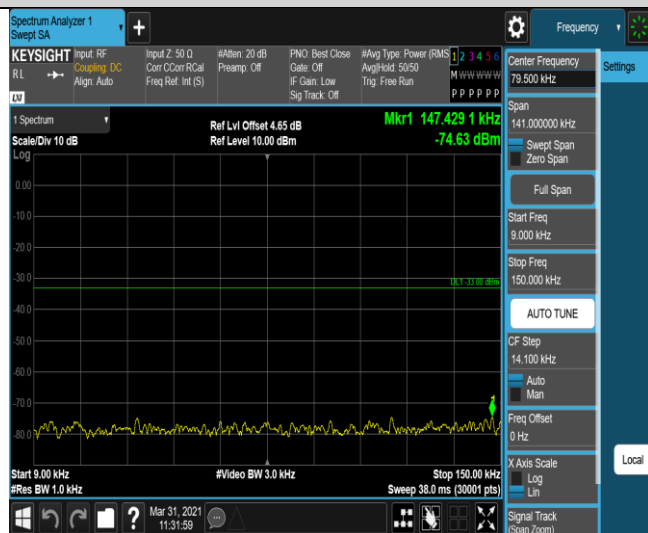 Spectrum Analyzer 1
Swept SA
Frequency
KEYSIGHT
RL
LXI
Input: RF
Coupling: DC
Align: Auto
Input Z: 50 Ω
Corr CCorr RCal
Freq Ref: Int (S)
#Atten: 20 dB
Preamp: Off
PNO: Best Close
Gate: Off
IF Gain: Low
Sig Track: Off
#Avg Type: Power (RMS
Avg|Hold: 50/50
Trig: Free Run
1 2 3 4 5 6
M W W W W W
P P P P P P
1 Spectrum
Scale/Div 10 dB
Ref Lvl Offset 4.65 dB
Ref Level 10.00 dBm
Mkr1 147.429 1 kHz
-74.63 dBm
Log
0.00
-10.0
-20.0
-30.0
-40.0
-50.0
-60.0
-70.0
-80.0
DL1 -33.00 dBm
1
Start 9.00 kHz
#Res BW 1.0 kHz
#Video BW 3.0 kHz
Stop 150.00 kHz
Sweep 38.0 ms (30001 pts)
?
Mar 31, 2021
11:31:59
Center Frequency
79.500 kHz
Span
141.000000 kHz
Swept Span
Zero Span
Full Span
Start Freq
9.000 kHz
Stop Freq
150.000 kHz
AUTO TUNE
CF Step
14.100 kHz
Auto
Man
Freq Offset
0 Hz
X Axis Scale
Log
Lin
Signal Track
(Span Zoom)
Settings
Local